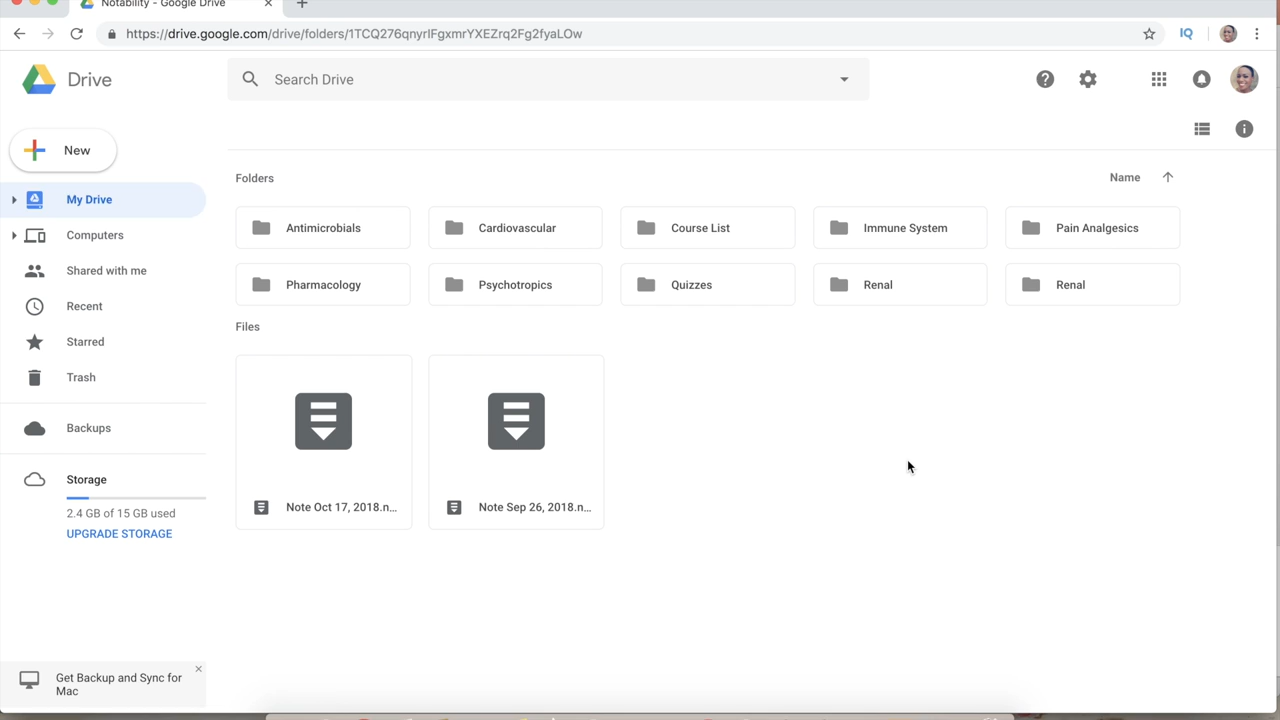 Notability - Google Drive
https://drive.google.com/drive/folders/1TCQ276qnyrIFgxmrYXEZrq2Fg2fyaLOw
IQ
Drive
Search Drive
New
My Drive
Computers
Shared with me
Recent
Starred
Trash
Backups
Storage
2.4 GB of 15 GB used
UPGRADE STORAGE
Get Backup and Sync for
Mac
Folders
Name
Antimicrobials
Cardiovascular
Course List
Immune System
Pain Analgesics
Pharmacology
Psychotropics
Quizzes
Renal
Renal
Files
Note Oct 17, 2018.n...
Note Sep 26, 2018.n...